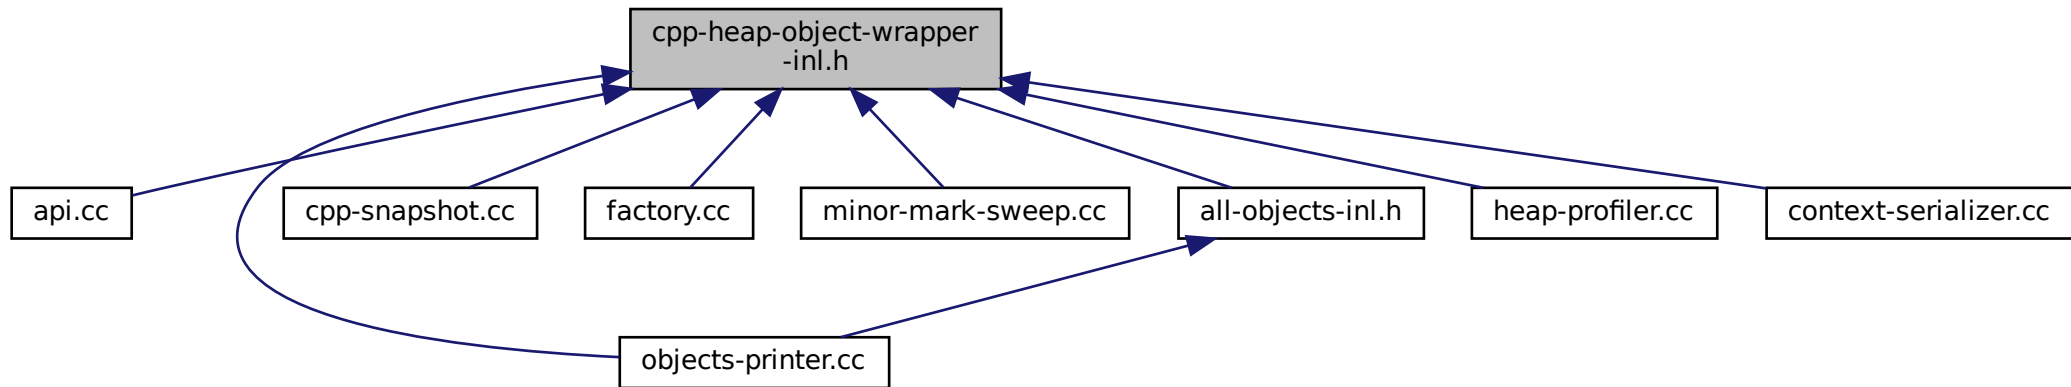 cpp-heap-object-wrapper
-inl.h
api.cc
cpp-snapshot.cc
factory.cc
minor-mark-sweep.cc
all-objects-inl.h
heap-profiler.cc
context-serializer.cc
objects-printer.cc